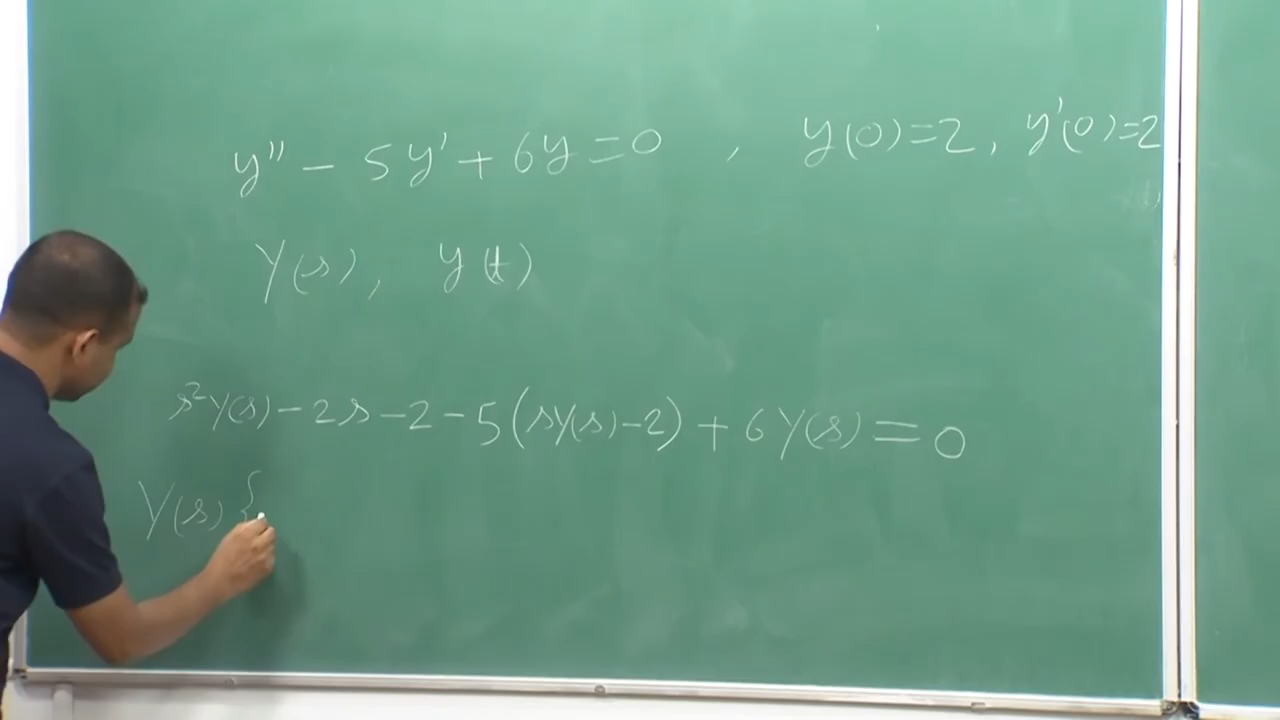 y'' - 5y' + 6y = 0 , y(0)=2, y'(0)=2
Y(s), y(t)
s²Y(s) - 2s - 2 - 5(sY(s)-2) + 6Y(s) = 0
Y(s) {